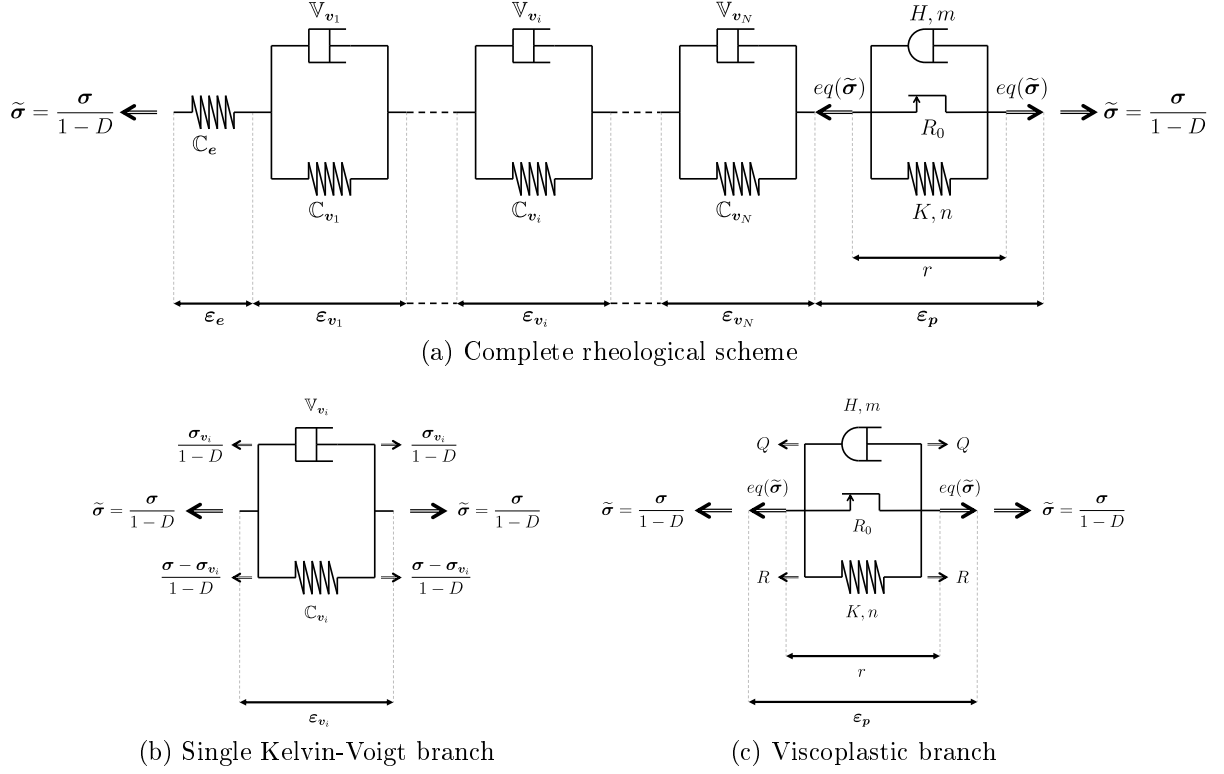 𝕍_{v_1} 𝕍_{v_i} 𝕍_{v_N} H, m
σ̃ = σ/(1 − D) ℂ_e eq(σ̃) R_0 eq(σ̃) σ̃ = σ/(1 − D)
ℂ_{v_1} ℂ_{v_i} ℂ_{v_N} K, n
r
ε_e ε_{v_1} ε_{v_i} ε_{v_N} ε_p
(a) Complete rheological scheme
𝕍_{v_i}
σ_{v_i}/(1 − D) σ_{v_i}/(1 − D)
σ̃ = σ/(1 − D) σ̃ = σ/(1 − D)
(σ − σ_{v_i})/(1 − D) (σ − σ_{v_i})/(1 − D)
ℂ_{v_i}
ε_{v_i}
(b) Single Kelvin-Voigt branch
H, m
Q Q
σ̃ = σ/(1 − D) eq(σ̃) R_0 eq(σ̃) σ̃ = σ/(1 − D)
R R
K, n
r
ε_p
(c) Viscoplastic branch